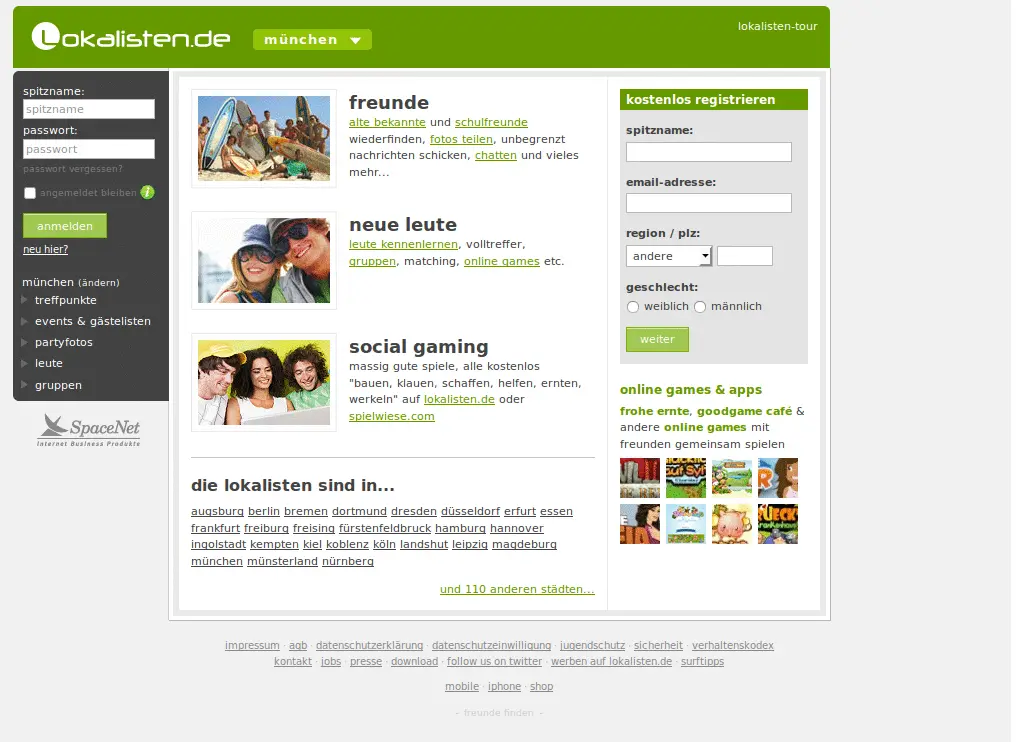 Lokalisten.de
münchen
lokalisten-tour
spitzname:
spitzname
passwort:
passwort
passwort vergessen?
angemeldet bleiben i
anmelden
neu hier?
münchen (ändern)
treffpunkte
events & gästelisten
partyfotos
leute
gruppen
SpaceNet
Internet Business Produkte
freunde
alte bekannte und schulfreunde
wiederfinden, fotos teilen, unbegrenzt
nachrichten schicken, chatten und vieles
mehr...
neue leute
leute kennenlernen, volltreffer,
gruppen, matching, online games etc.
social gaming
massig gute spiele, alle kostenlos
"bauen, klauen, schaffen, helfen, ernten,
werkeln" auf lokalisten.de oder
spielwiese.com
die lokalisten sind in...
augsburg berlin bremen dortmund dresden düsseldorf erfurt essen
frankfurt freiburg freising fürstenfeldbruck hamburg hannover
ingolstadt kempten kiel koblenz köln landshut leipzig magdeburg
münchen münsterland nürnberg
und 110 anderen städten...
kostenlos registrieren
spitzname:
email-adresse:
region / plz:
andere
geschlecht:
weiblich männlich
weiter
online games & apps
frohe ernte, goodgame café &
andere online games mit
freunden gemeinsam spielen
impressum · agb · datenschutzerklärung · datenschutzeinwilligung · jugendschutz · sicherheit · verhaltenskodex
kontakt · jobs · presse · download · follow us on twitter · werben auf lokalisten.de · surftipps
mobile · iphone · shop
– freunde finden –